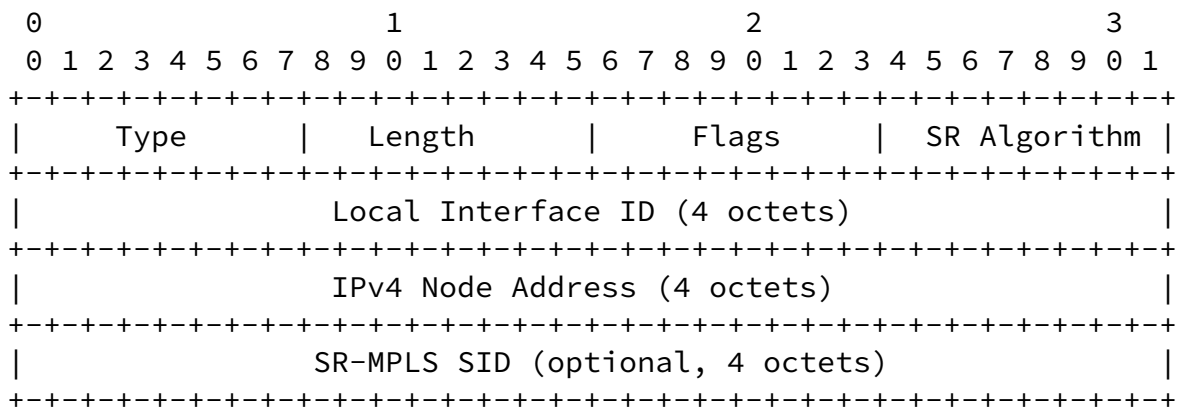 0                   1                   2                   3
 0 1 2 3 4 5 6 7 8 9 0 1 2 3 4 5 6 7 8 9 0 1 2 3 4 5 6 7 8 9 0 1
+-+-+-+-+-+-+-+-+-+-+-+-+-+-+-+-+-+-+-+-+-+-+-+-+-+-+-+-+-+-+-+-+
|     Type      |   Length      |     Flags     |  SR Algorithm |
+-+-+-+-+-+-+-+-+-+-+-+-+-+-+-+-+-+-+-+-+-+-+-+-+-+-+-+-+-+-+-+-+
|                 Local Interface ID (4 octets)                 |
+-+-+-+-+-+-+-+-+-+-+-+-+-+-+-+-+-+-+-+-+-+-+-+-+-+-+-+-+-+-+-+-+
|                 IPv4 Node Address (4 octets)                  |
+-+-+-+-+-+-+-+-+-+-+-+-+-+-+-+-+-+-+-+-+-+-+-+-+-+-+-+-+-+-+-+-+
|                SR-MPLS SID (optional, 4 octets)               |
+-+-+-+-+-+-+-+-+-+-+-+-+-+-+-+-+-+-+-+-+-+-+-+-+-+-+-+-+-+-+-+-+